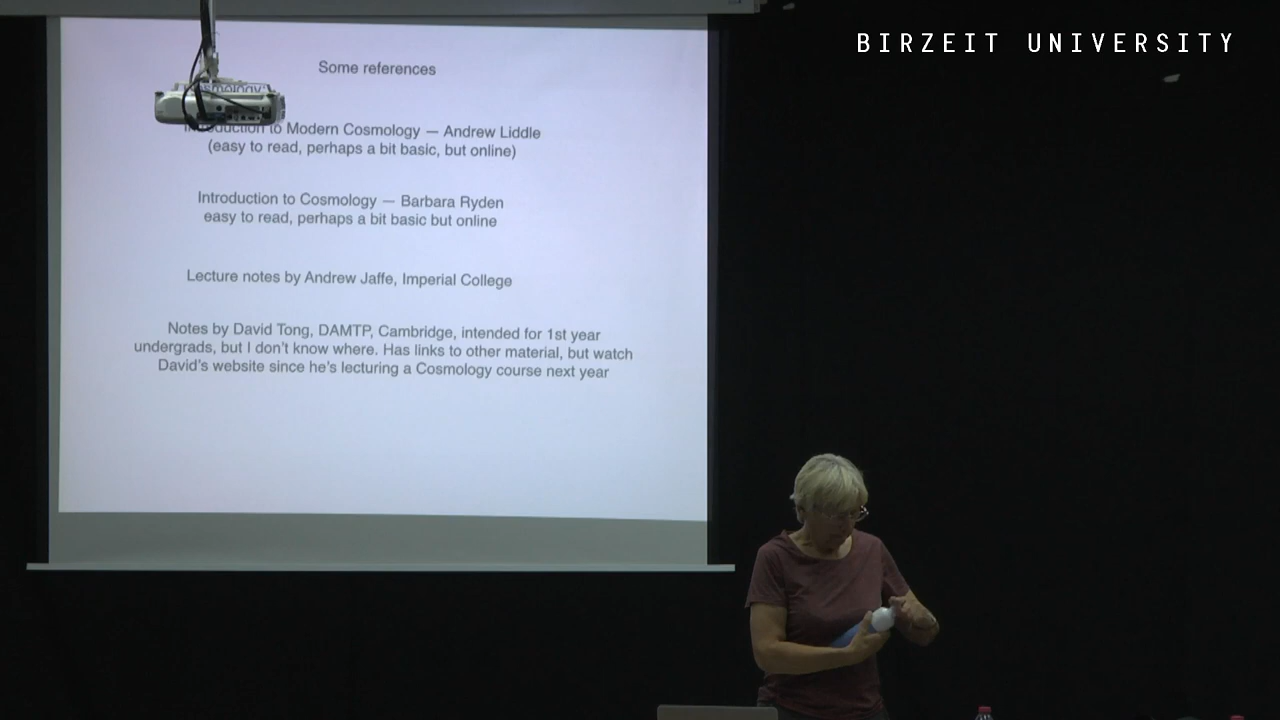 BIRZEIT UNIVERSITY
Some references
Cosmology:
Introduction to Modern Cosmology — Andrew Liddle
(easy to read, perhaps a bit basic, but online)
Introduction to Cosmology — Barbara Ryden
easy to read, perhaps a bit basic but online
Lecture notes by Andrew Jaffe, Imperial College
Notes by David Tong, DAMTP, Cambridge, intended for 1st year
undergrads, but I don't know where. Has links to other material, but watch
David's website since he's lecturing a Cosmology course next year